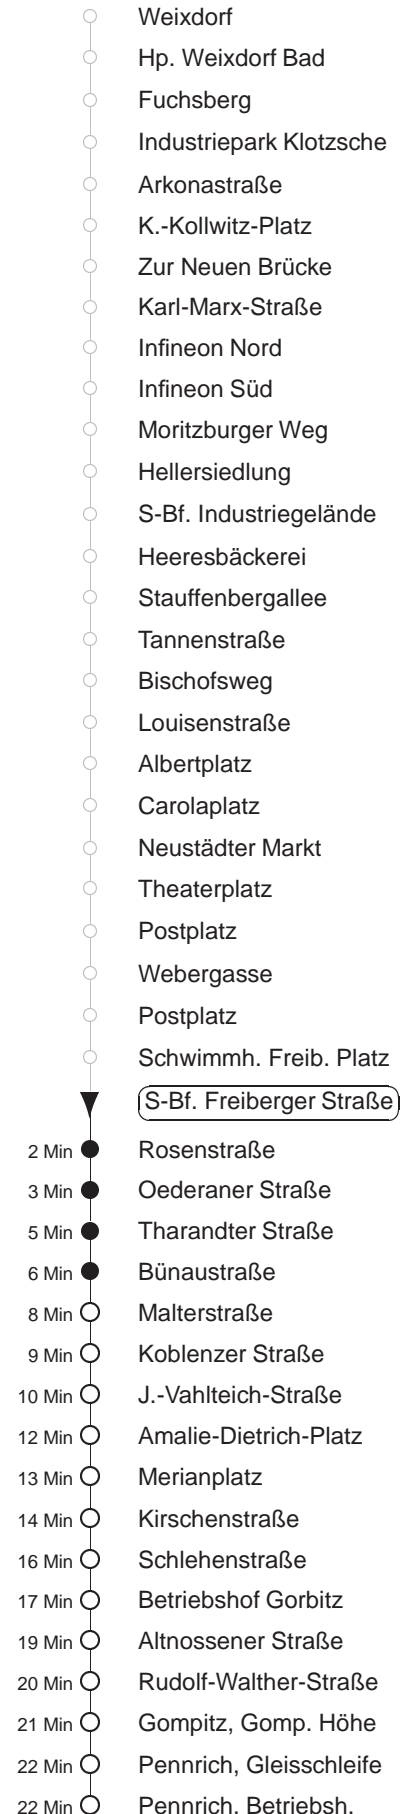 Weixdorf
Hp. Weixdorf Bad
Fuchsberg
Industriepark Klotzsche
Arkonastraße
K.-Kollwitz-Platz
Zur Neuen Brücke
Karl-Marx-Straße
Infineon Nord
Infineon Süd
Moritzburger Weg
Hellersiedlung
S-Bf. Industriegelände
Heeresbäckerei
Stauffenbergallee
Tannenstraße
Bischofsweg
Louisenstraße
Albertplatz
Carolaplatz
Neustädter Markt
Theaterplatz
Postplatz
Webergasse
Postplatz
Schwimmh. Freib. Platz
S-Bf. Freiberger Straße
2 Min Rosenstraße
3 Min Oederaner Straße
5 Min Tharandter Straße
6 Min Bünaustraße
8 Min Malterstraße
9 Min Koblenzer Straße
10 Min J.-Vahlteich-Straße
12 Min Amalie-Dietrich-Platz
13 Min Merianplatz
14 Min Kirschenstraße
16 Min Schlehenstraße
17 Min Betriebshof Gorbitz
19 Min Altnossener Straße
20 Min Rudolf-Walther-Straße
21 Min Gompitz, Gomp. Höhe
22 Min Pennrich, Gleisschleife
22 Min Pennrich, Betriebsh.